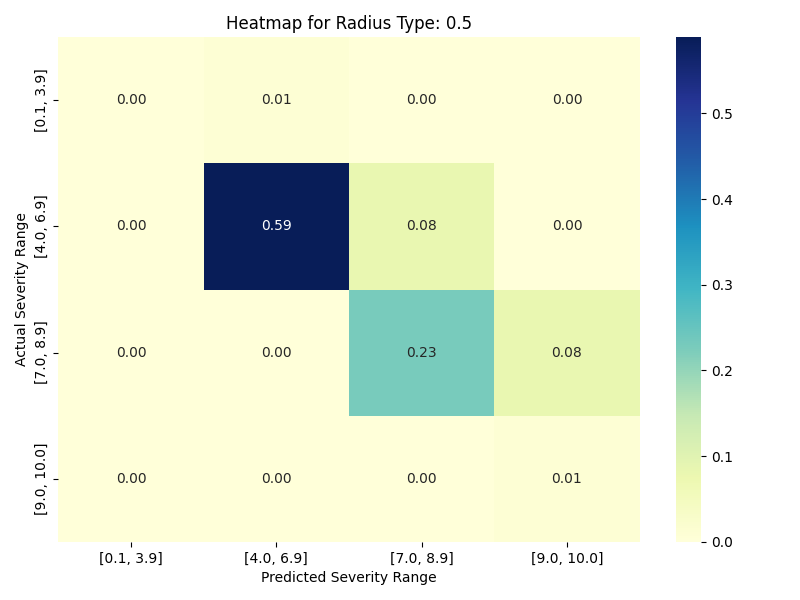 Heatmap for Radius Type: 0.5
Actual Severity Range
[0.1, 3.9]
0.00 0.01 0.00 0.00
[4.0, 6.9]
0.00 0.59 0.08 0.00
[7.0, 8.9]
0.00 0.00 0.23 0.08
[9.0, 10.0]
0.00 0.00 0.00 0.01
[0.1, 3.9] [4.0, 6.9] [7.0, 8.9] [9.0, 10.0]
Predicted Severity Range
0.5
0.4
0.3
0.2
0.1
0.0